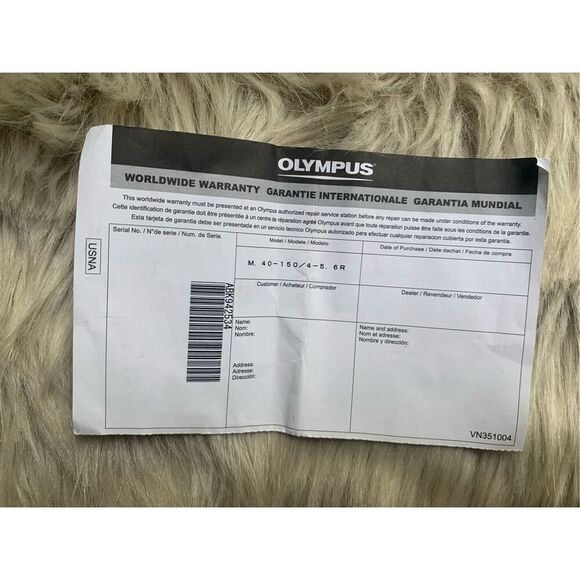 OLYMPUS
WORLDWIDE WARRANTY GARANTIE INTERNATIONALE GARANTIA MUNDIAL
This worldwide warranty must be presented at an Olympus authorized repair service station before any repair can be made under conditions of the warranty.
Cette identification de garantie doit être présentée à un centre de réparation agréé Olympus avant que toute réparation puisse être faite sous les conditions de la garantie.
Esta tarjeta de garantia debe ser presentada en un servicio tecnico Olympus autorizado para efectuar cualquier reparacion cubierta por esta garantia.
USNA
Serial No. / N°de serie / Num. de Serie.
ABK942534
Model / Modele / Modelo
M. 40-150/4-5. 6R
Date of Purchase / Date dachat / Fecha de compra
Customer / Acheteur / Comprador
Dealer / Revendeur / Vendedor
Name:
Nom:
Nombre:
Address:
Adresse:
Dirección:
Name and address:
Nom et adresse:
Nombre y dirección:
VN351004